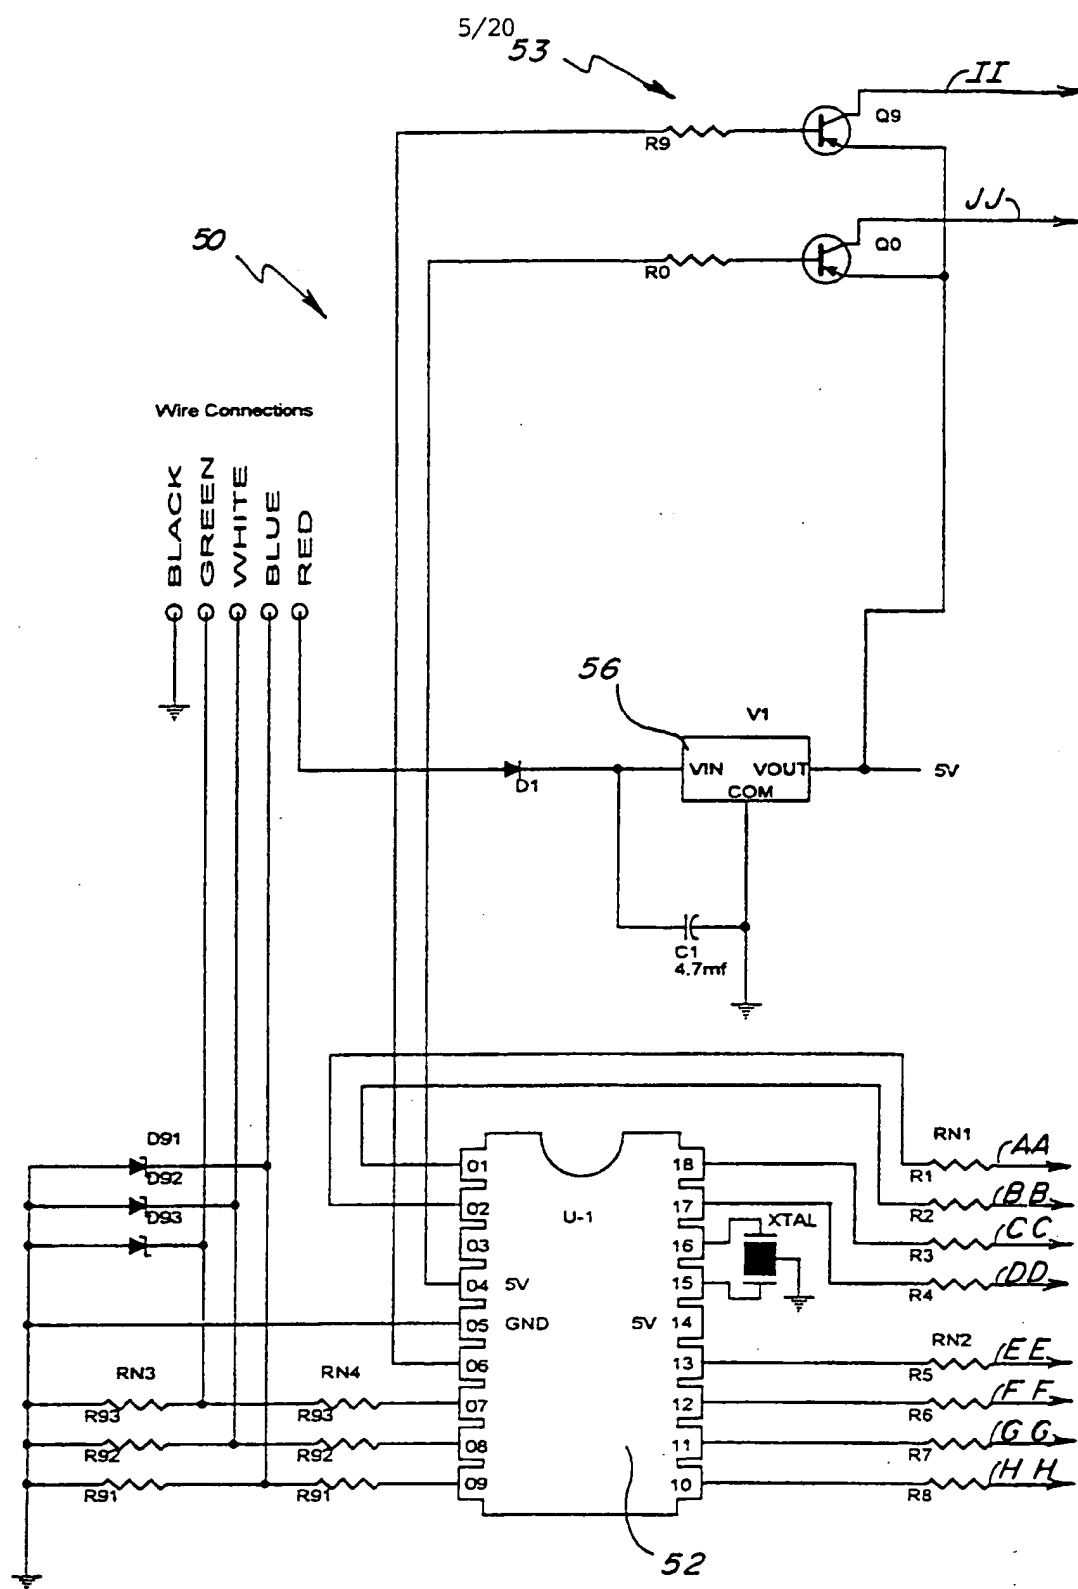 5/20
53
II
Q9
R9
JJ
Q0
R0
50
Wire Connections
BLACK
GREEN
WHITE
BLUE
RED
56
V1
VIN
VOUT
COM
5V
D1
C1
4.7mf
D91
D92
D93
01
02
03
04 5V
05 GND
06
07
08
09
U-1
18
17
16
15
5V 14
13
12
11
10
XTAL
RN1
R1 AA
R2 BB
R3 CC
R4 DD
RN2
R5 EE
R6 FF
R7 GG
R8 HH
RN3
RN4
R93
R93
R92
R92
R91
R91
52